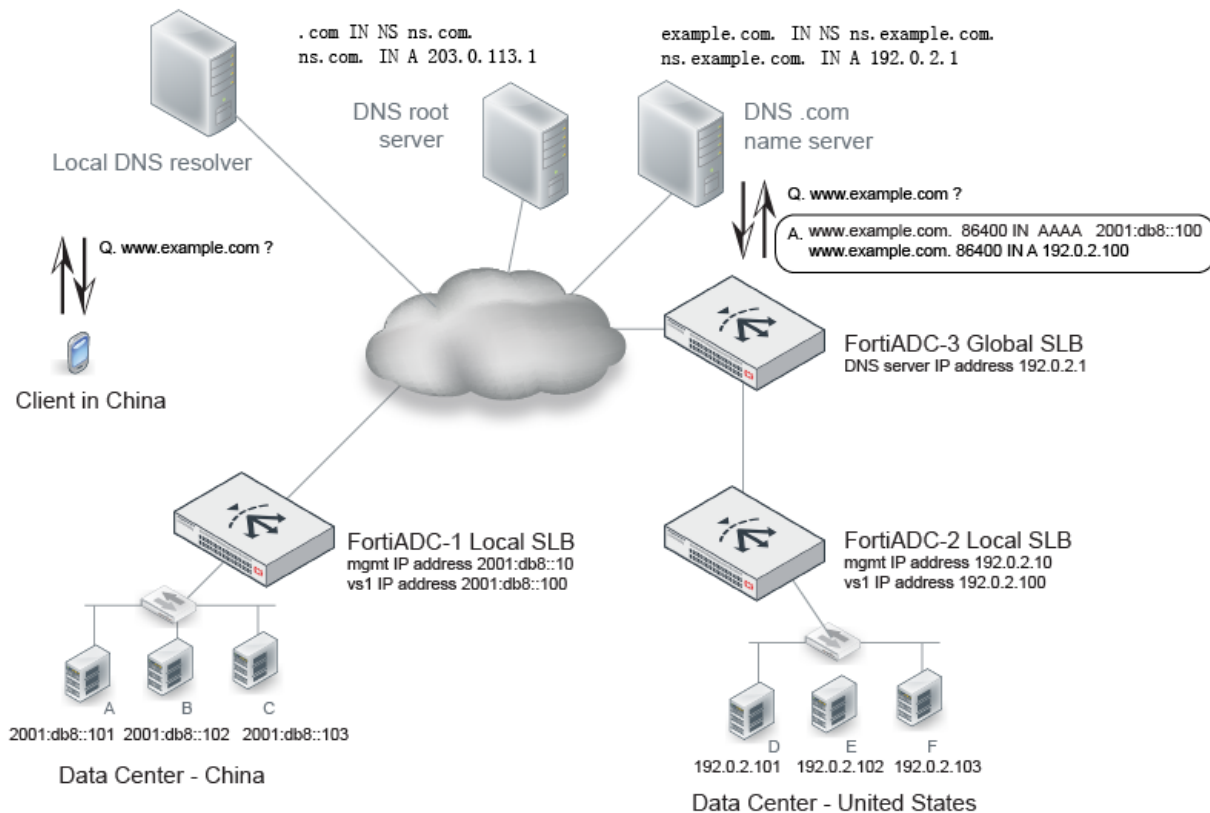 .com IN NS ns.com.
ns.com. IN A 203.0.113.1
example.com. IN NS ns.example.com.
ns.example.com. IN A 192.0.2.1
Local DNS resolver
DNS root
server
DNS .com
name server
Q. www.example.com ?
Q. www.example.com ?
A. www.example.com. 86400 IN AAAA 2001:db8::100
www.example.com. 86400 IN A 192.0.2.100
Client in China
FortiADC-3 Global SLB
DNS server IP address 192.0.2.1
FortiADC-1 Local SLB
mgmt IP address 2001:db8::10
vs1 IP address 2001:db8::100
FortiADC-2 Local SLB
mgmt IP address 192.0.2.10
vs1 IP address 192.0.2.100
A B C
2001:db8::101 2001:db8::102 2001:db8::103
Data Center - China
D E F
192.0.2.101 192.0.2.102 192.0.2.103
Data Center - United States